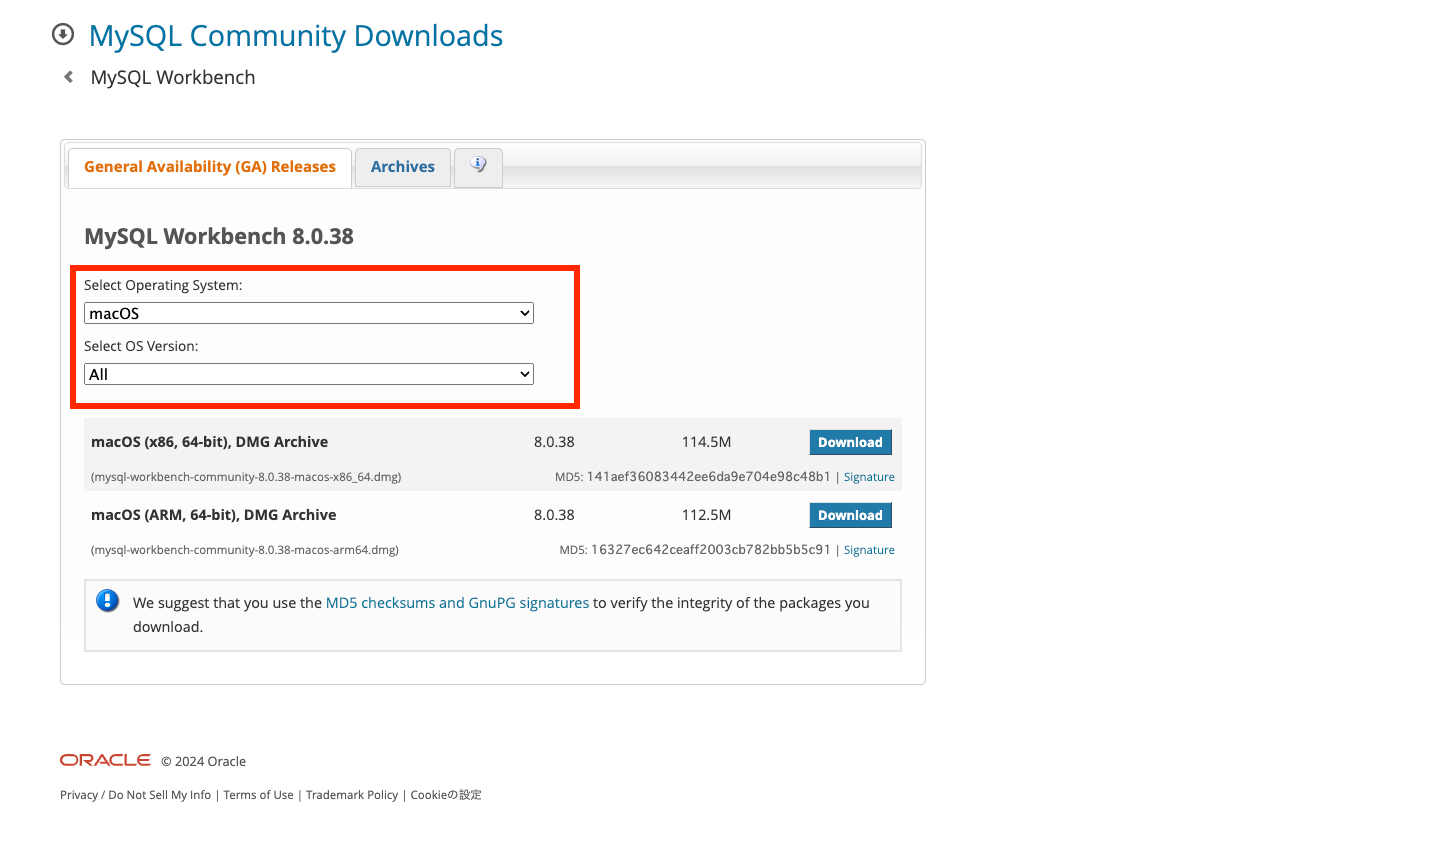 MySQL Community Downloads
MySQL Workbench
General Availability (GA) Releases
Archives
MySQL Workbench 8.0.38
Select Operating System:
macOS
Select OS Version:
All
macOS (x86, 64-bit), DMG Archive 8.0.38 114.5M Download
(mysql-workbench-community-8.0.38-macos-x86_64.dmg) MD5: 141aef36083442ee6da9e704e98c48b1 | Signature
macOS (ARM, 64-bit), DMG Archive 8.0.38 112.5M Download
(mysql-workbench-community-8.0.38-macos-arm64.dmg) MD5: 16327ec642ceaff2003cb782bb5b5c91 | Signature
We suggest that you use the MD5 checksums and GnuPG signatures to verify the integrity of the packages you
download.
ORACLE © 2024 Oracle
Privacy / Do Not Sell My Info | Terms of Use | Trademark Policy | Cookieの設定